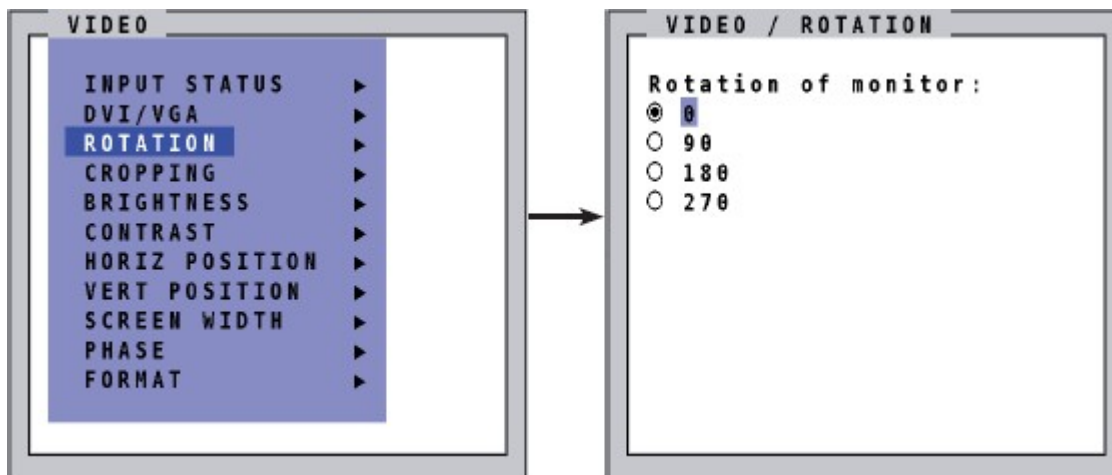 VIDEO
INPUT STATUS
DVI/VGA
ROTATION
CROPPING
BRIGHTNESS
CONTRAST
HORIZ POSITION
VERT POSITION
SCREEN WIDTH
PHASE
FORMAT
VIDEO / ROTATION
Rotation of monitor:
0
90
180
270